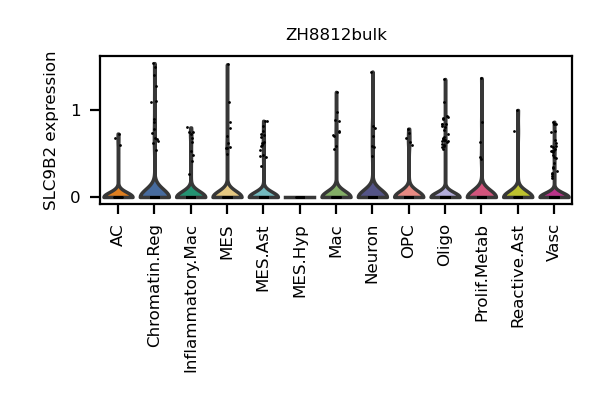 ZH8812bulk
SLC9B2 expression
1
0
AC
Chromatin.Reg
Inflammatory.Mac
MES
MES.Ast
MES.Hyp
Mac
Neuron
OPC
Oligo
Prolif.Metab
Reactive.Ast
Vasc